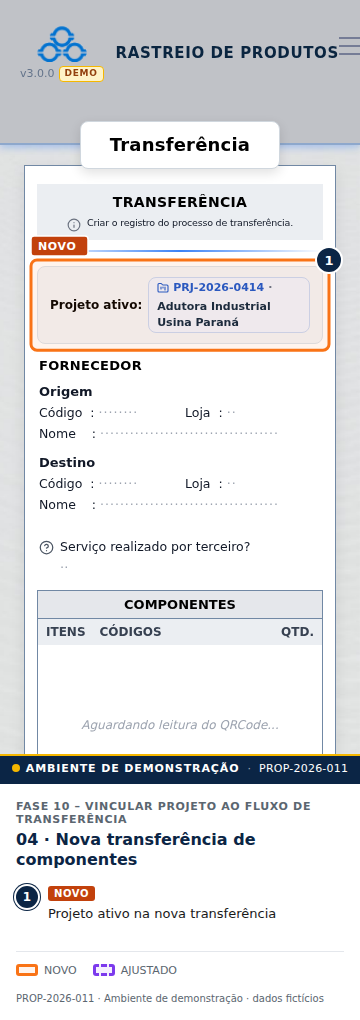 RASTREIO DE PRODUTOS
v3.0.0 DEMO
Transferência
TRANSFERÊNCIA
Criar o registro do processo de transferência.
NOVO
1
Projeto ativo:
PRJ-2026-0414 ·
Adutora Industrial
Usina Paraná
FORNECEDOR
Origem
Código : ········ Loja : ··
Nome : ··································
Destino
Código : ········ Loja : ··
Nome : ··································
Serviço realizado por terceiro?
··
COMPONENTES
ITENS CÓDIGOS QTD.
Aguardando leitura do QRCode...
AMBIENTE DE DEMONSTRAÇÃO · PROP-2026-011
FASE 10 – VINCULAR PROJETO AO FLUXO DE
TRANSFERÊNCIA
04 · Nova transferência de
componentes
1 NOVO
Projeto ativo na nova transferência
NOVO AJUSTADO
PROP-2026-011 · Ambiente de demonstração · dados fictícios